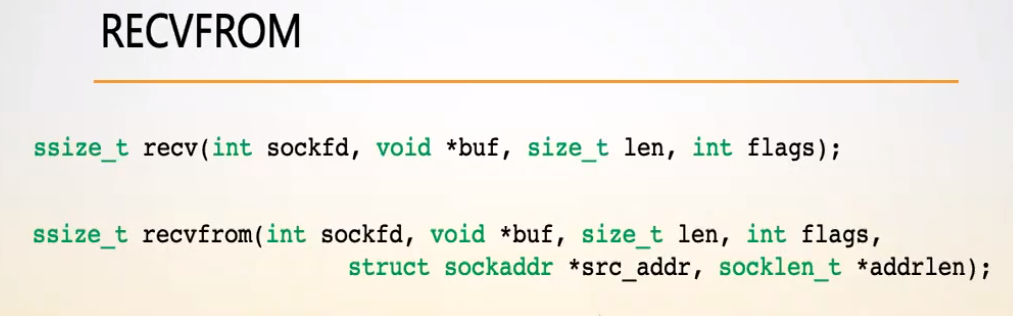 RECVFROM
ssize_t recv(int sockfd, void *buf, size_t len, int flags);
ssize_t recvfrom(int sockfd, void *buf, size_t len, int flags,
struct sockaddr *src_addr, socklen_t *addrlen);